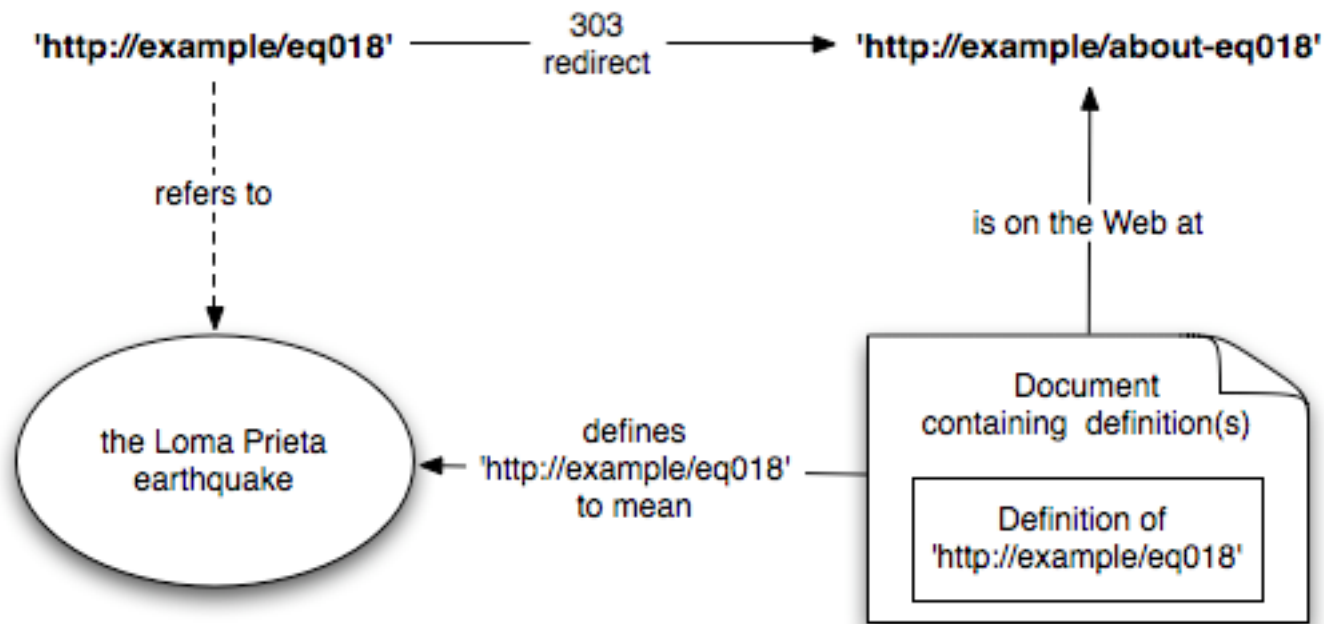 'http://example/eq018'
303
redirect
'http://example/about-eq018'
refers to
is on the Web at
the Loma Prieta
earthquake
defines
'http://example/eq018'
to mean
Document
containing definition(s)
Definition of
'http://example/eq018'